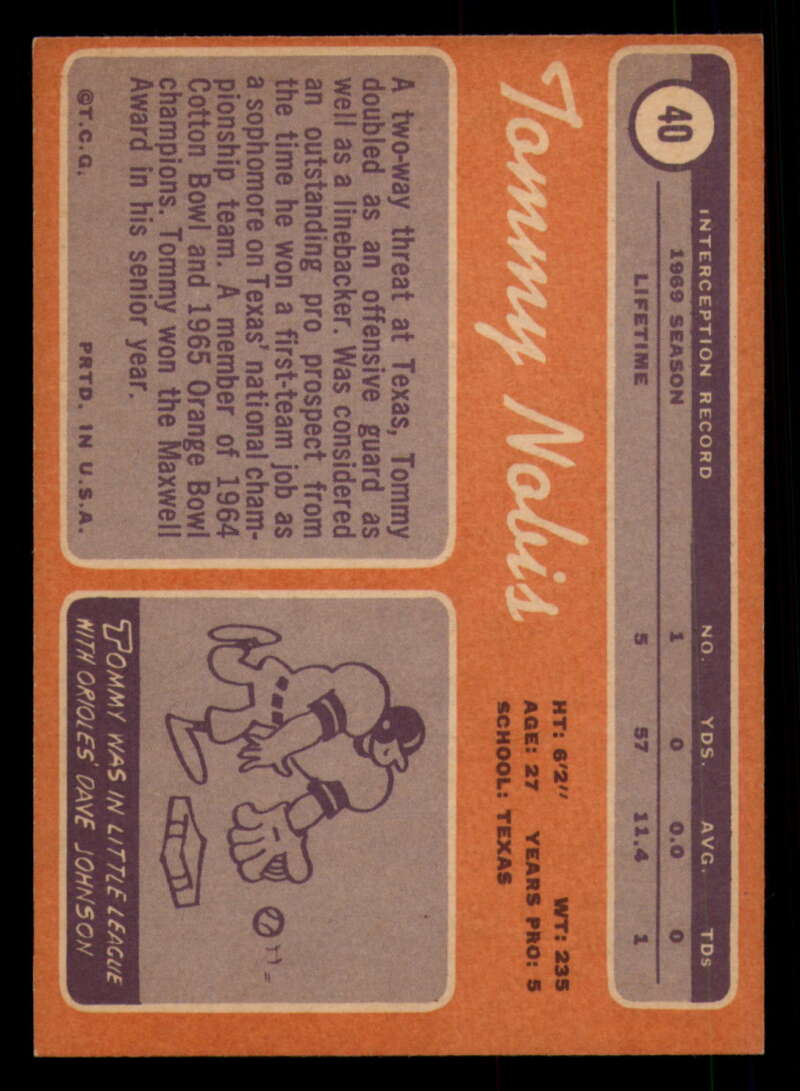 40
INTERCEPTION RECORD NO. YDS. AVG. TDs
1969 SEASON 1 0 0.0 0
LIFETIME 5 57 11.4 1
Tommy Nobis
HT: 6'2" WT: 235
AGE: 27 YEARS PRO: 5
SCHOOL: TEXAS
A two-way threat at Texas, Tommy
doubled as an offensive guard as
well as a linebacker. Was considered
an outstanding pro prospect from
the time he won a first-team job as
a sophomore on Texas' national cham-
pionship team. A member of 1964
Cotton Bowl and 1965 Orange Bowl
champions. Tommy won the Maxwell
Award in his senior year.
©T.C.G. PRTD. IN U.S.A.
TOMMY WAS IN LITTLE LEAGUE
WITH ORIOLES' DAVE JOHNSON